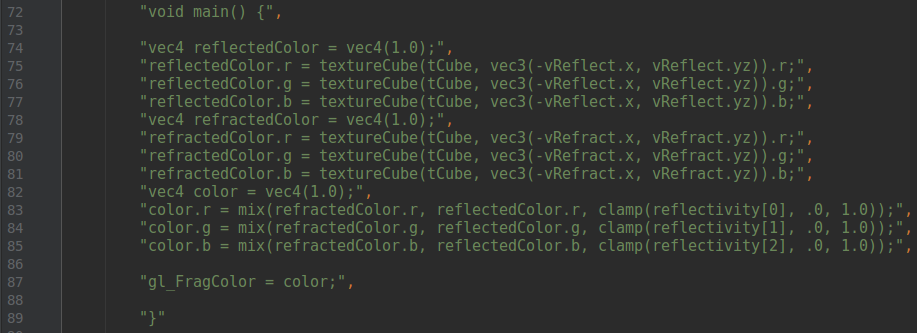 72 "void main() {",
73
74 "vec4 reflectedColor = vec4(1.0);",
75 "reflectedColor.r = textureCube(tCube, vec3(-vReflect.x, vReflect.yz)).r;",
76 "reflectedColor.g = textureCube(tCube, vec3(-vReflect.x, vReflect.yz)).g;",
77 "reflectedColor.b = textureCube(tCube, vec3(-vReflect.x, vReflect.yz)).b;",
78 "vec4 refractedColor = vec4(1.0);",
79 "refractedColor.r = textureCube(tCube, vec3(-vRefract.x, vRefract.yz)).r;",
80 "refractedColor.g = textureCube(tCube, vec3(-vRefract.x, vRefract.yz)).g;",
81 "refractedColor.b = textureCube(tCube, vec3(-vRefract.x, vRefract.yz)).b;",
82 "vec4 color = vec4(1.0);",
83 "color.r = mix(refractedColor.r, reflectedColor.r, clamp(reflectivity[0], .0, 1.0));",
84 "color.g = mix(refractedColor.g, reflectedColor.g, clamp(reflectivity[1], .0, 1.0));",
85 "color.b = mix(refractedColor.b, reflectedColor.b, clamp(reflectivity[2], .0, 1.0));",
86
87 "gl_FragColor = color;",
88
89 "}"